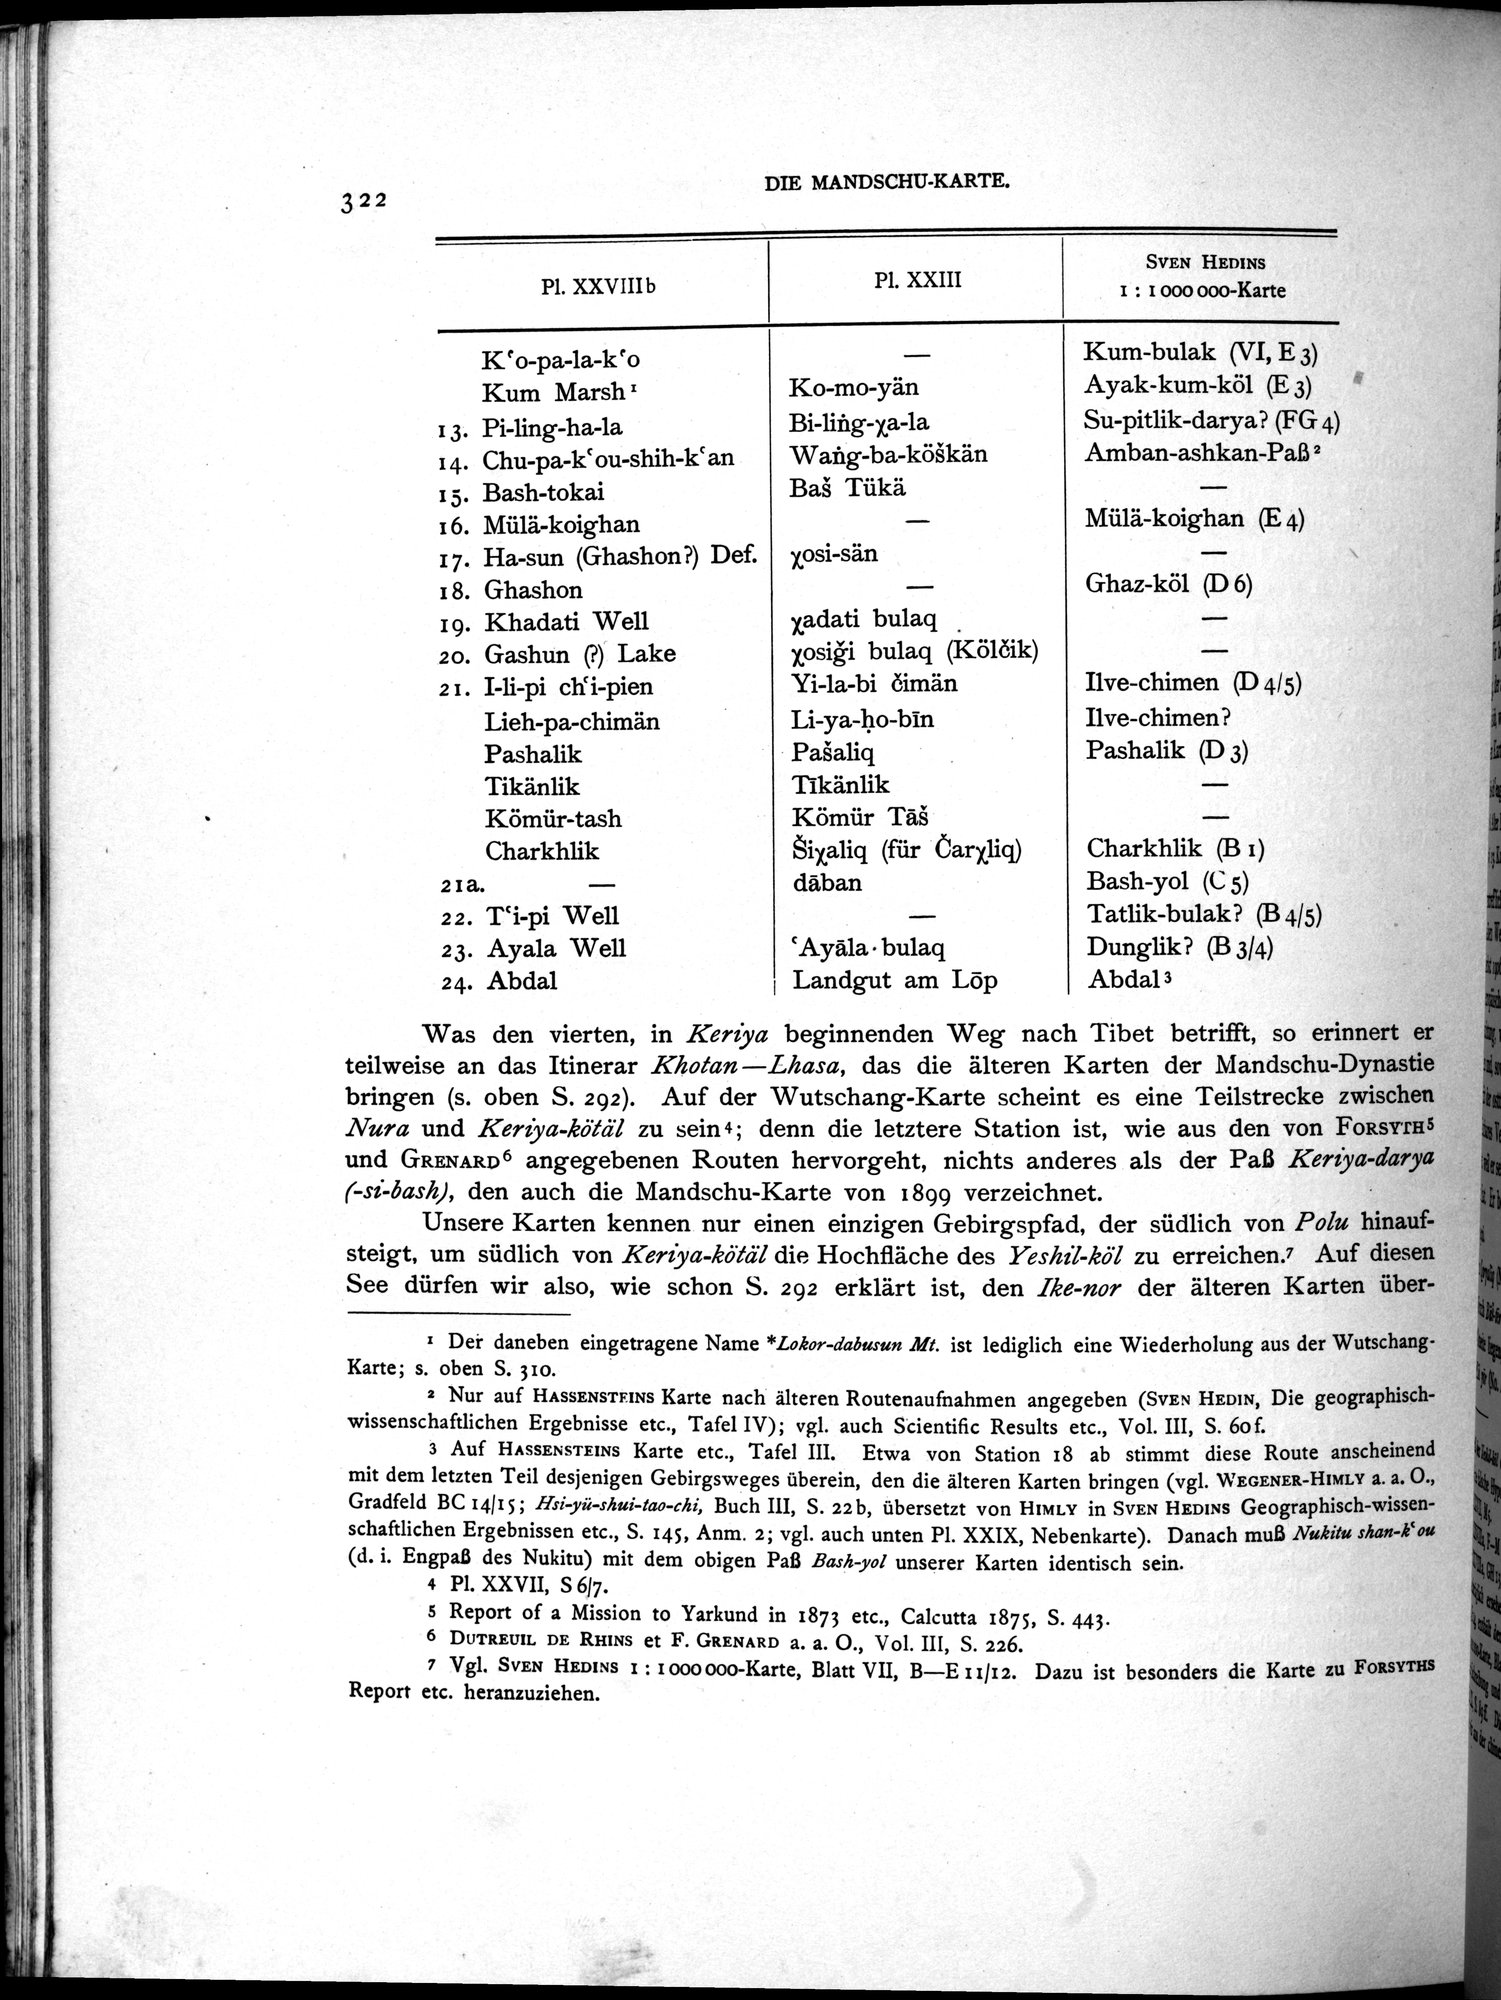 322
DIE MANDSCHU-KARTE.
Pl. XXVIIIb | Pl. XXIII | SVEN HEDINS 1 : 1 000 000-Karte
Kʿo-pa-la-kʿo | — | Kum-bulak (VI, E 3)
Kum Marsh¹ | Ko-mo-yän | Ayak-kum-köl (E 3)
13. Pi-ling-ha-la | Bi-liṅg-χa-la | Su-pitlik-darya? (FG 4)
14. Chu-pa-kʿou-shih-kʿan | Waṅg-ba-köškän | Amban-ashkan-Paß²
15. Bash-tokai | Baš Tükä | —
16. Mülä-koighan | — | Mülä-koighan (E 4)
17. Ha-sun (Ghashon?) Def. | χosi-sän | —
18. Ghashon | — | Ghaz-köl (D 6)
19. Khadati Well | χadati bulaq | —
20. Gashun (?) Lake | χosiği bulaq (Kölčik) | —
21. I-li-pi chʿi-pien | Yi-la-bi čimän | Ilve-chimen (D 4/5)
Lieh-pa-chimän | Li-ya-ḥo-bīn | Ilve-chimen?
Pashalik | Pašaliq | Pashalik (D 3)
Tikänlik | Tīkänlik | —
Kömür-tash | Kömür Tāš | —
Charkhlik | Šiχaliq (für Čarχliq) | Charkhlik (B 1)
21a. — | dāban | Bash-yol (C 5)
22. Tʿi-pi Well | — | Tatlik-bulak? (B 4/5)
23. Ayala Well | ʿAyāla·bulaq | Dunglik? (B 3/4)
24. Abdal | Landgut am Lōp | Abdal³
Was den vierten, in Keriya beginnenden Weg nach Tibet betrifft, so erinnert er
teilweise an das Itinerar Khotan—Lhasa, das die älteren Karten der Mandschu-Dynastie
bringen (s. oben S. 292). Auf der Wutschang-Karte scheint es eine Teilstrecke zwischen
Nura und Keriya-kötäl zu sein⁴; denn die letztere Station ist, wie aus den von FORSYTH⁵
und GRENARD⁶ angegebenen Routen hervorgeht, nichts anderes als der Paß Keriya-darya
(-si-bash), den auch die Mandschu-Karte von 1899 verzeichnet.
Unsere Karten kennen nur einen einzigen Gebirgspfad, der südlich von Polu hinauf-
steigt, um südlich von Keriya-kötäl die Hochfläche des Yeshil-köl zu erreichen.⁷ Auf diesen
See dürfen wir also, wie schon S. 292 erklärt ist, den Ike-nor der älteren Karten über-
1 Der daneben eingetragene Name *Lokor-dabusun Mt. ist lediglich eine Wiederholung aus der Wutschang-
Karte; s. oben S. 310.
2 Nur auf HASSENSTEINS Karte nach älteren Routenaufnahmen angegeben (SVEN HEDIN, Die geographisch-
wissenschaftlichen Ergebnisse etc., Tafel IV); vgl. auch Scientific Results etc., Vol. III, S. 60 f.
3 Auf HASSENSTEINS Karte etc., Tafel III. Etwa von Station 18 ab stimmt diese Route anscheinend
mit dem letzten Teil desjenigen Gebirgsweges überein, den die älteren Karten bringen (vgl. WEGENER-HIMLY a. a. O.,
Gradfeld BC 14/15; Hsi-yü-shui-tao-chi, Buch III, S. 22b, übersetzt von HIMLY in SVEN HEDINS Geographisch-wissen-
schaftlichen Ergebnissen etc., S. 145, Anm. 2; vgl. auch unten Pl. XXIX, Nebenkarte). Danach muß Nukitu shan-kʿou
(d. i. Engpaß des Nukitu) mit dem obigen Paß Bash-yol unserer Karten identisch sein.
4 Pl. XXVII, S 6/7.
5 Report of a Mission to Yarkund in 1873 etc., Calcutta 1875, S. 443.
6 DUTREUIL DE RHINS et F. GRENARD a. a. O., Vol. III, S. 226.
7 Vgl. SVEN HEDINS 1 : 1 000 000-Karte, Blatt VII, B—E 11/12. Dazu ist besonders die Karte zu FORSYTHS
Report etc. heranzuziehen.